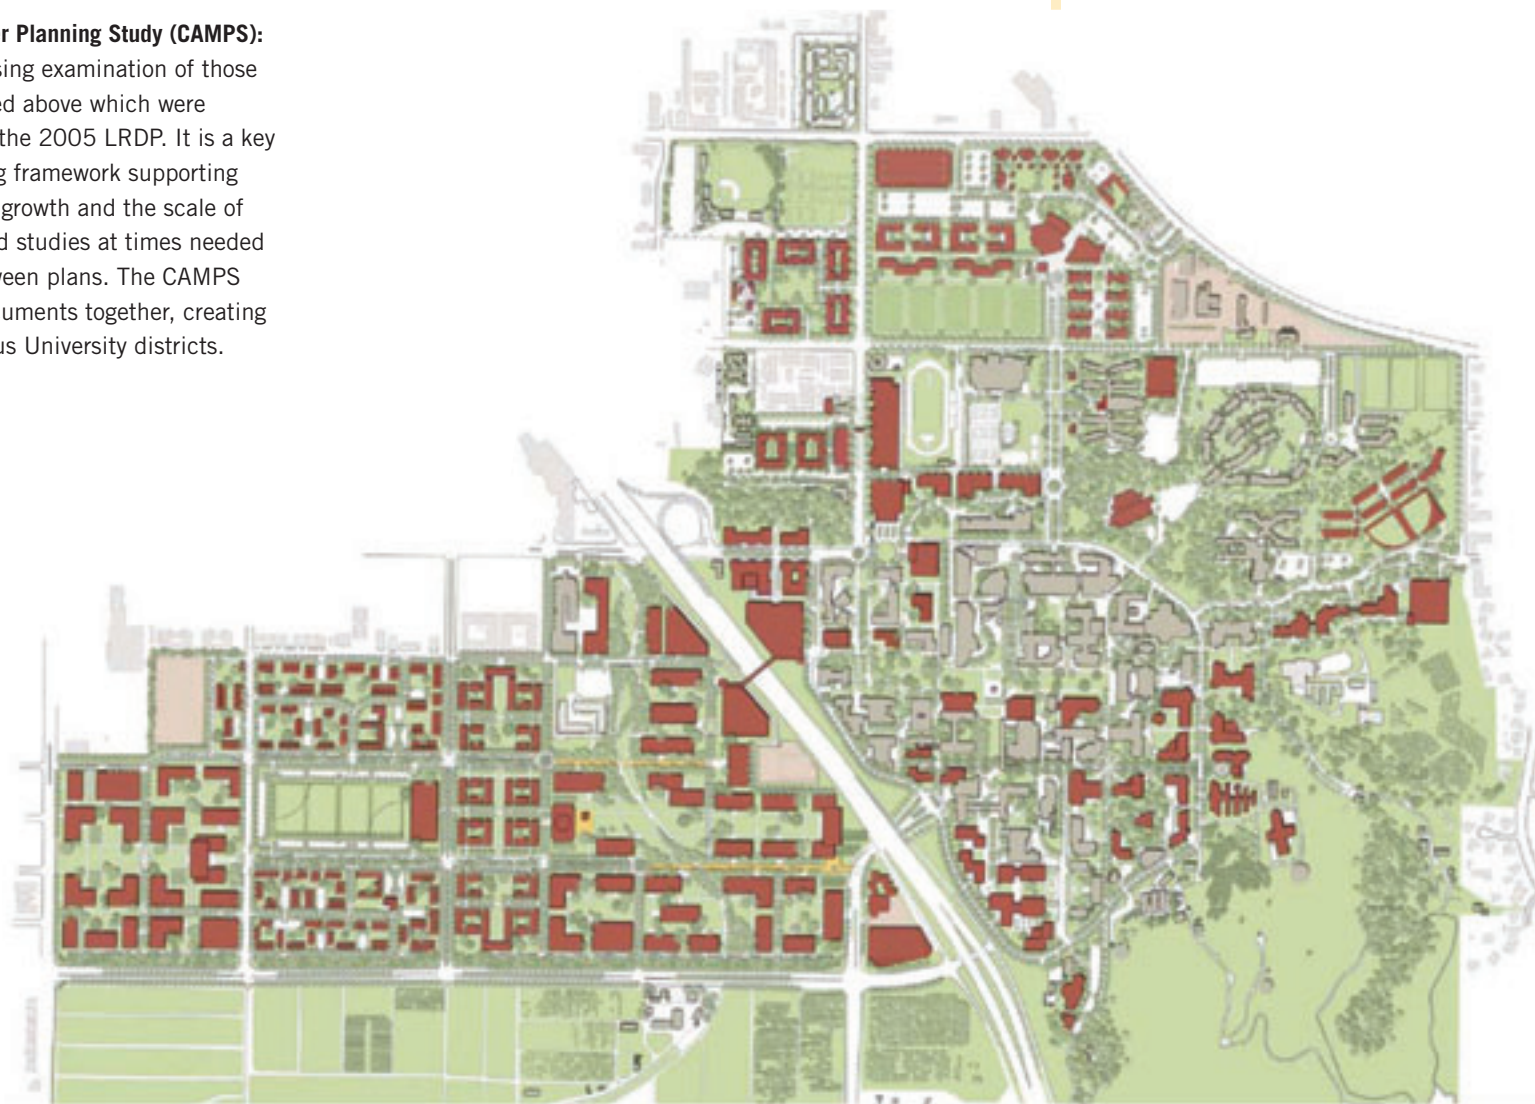 r Planning Study (CAMPS):
sing examination of those
ed above which were
the 2005 LRDP. It is a key
g framework supporting
growth and the scale of
d studies at times needed
ween plans. The CAMPS
uments together, creating
us University districts.